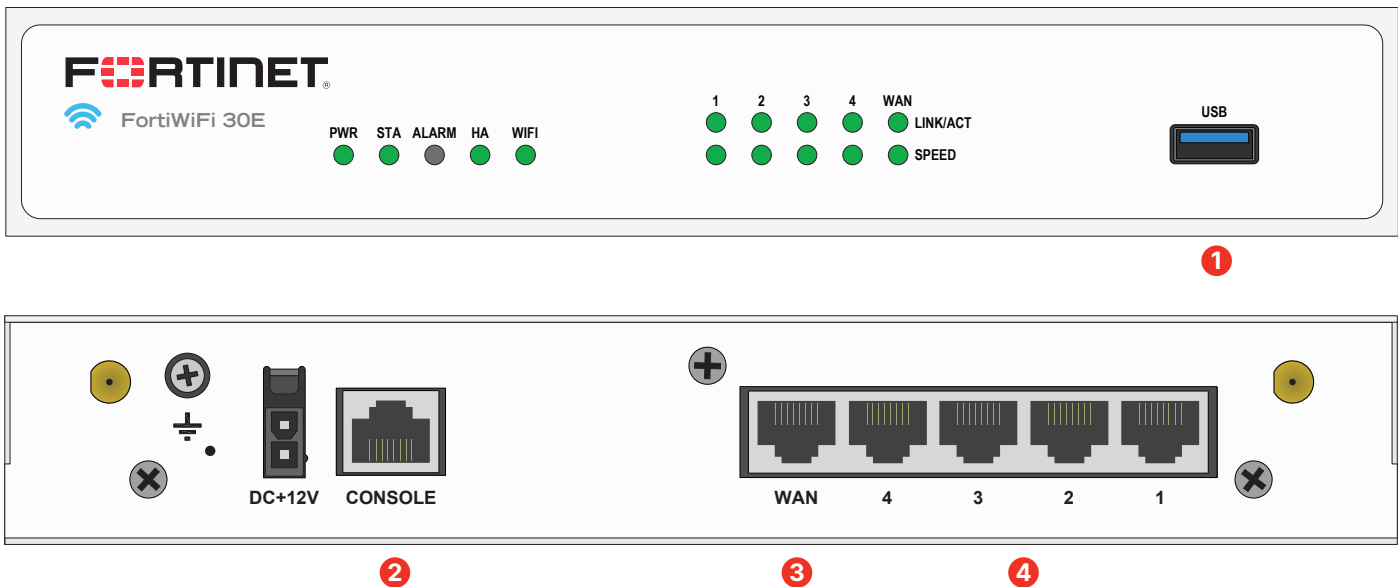 FORTINET®
FortiWiFi 30E
PWR STA ALARM HA WIFI
1 2 3 4 WAN
LINK/ACT
SPEED
USB
1
DC+12V CONSOLE WAN 4 3 2 1
2 3 4